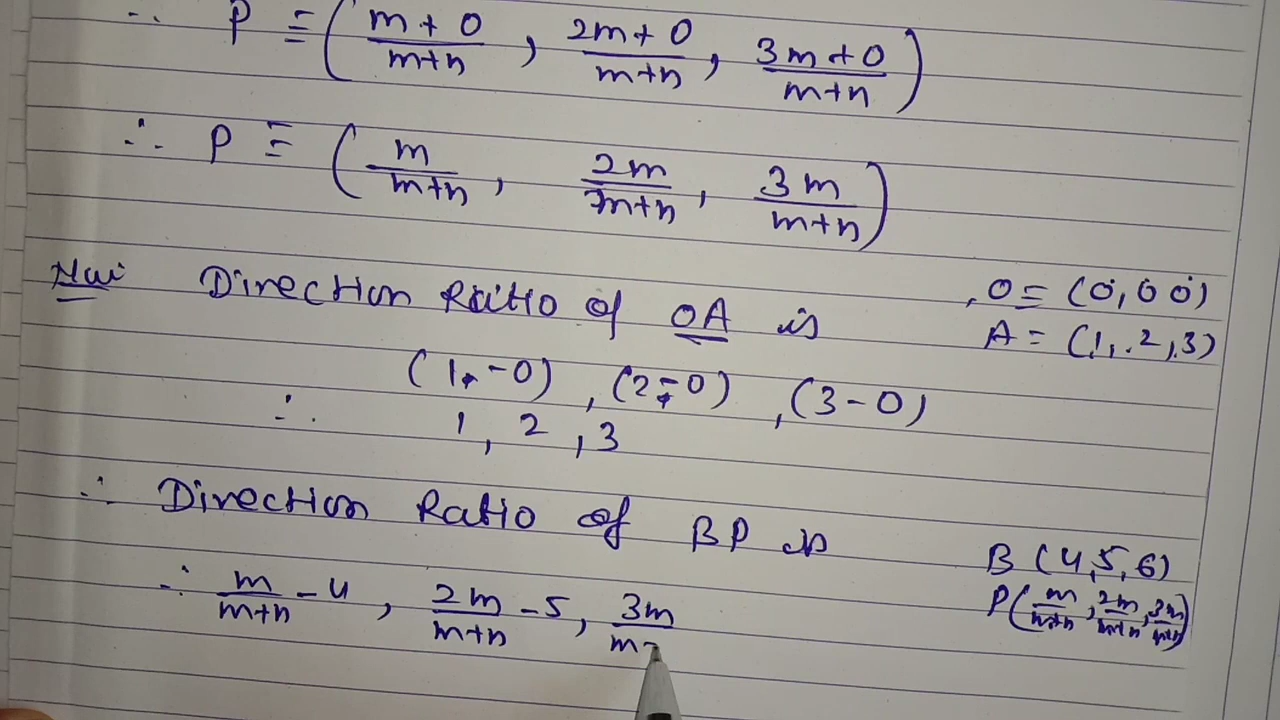 ∴ P ≡ ( m+0/m+n , 2m+0/m+n , 3m+0/m+n )
∴ P ≡ ( m/m+n , 2m/m+n , 3m/m+n )
Direction Ratio of OA is
O = (0,0 0)
A = (1, 2, 3)
(1-0) , (2-0) , (3-0)
∴ 1 , 2 , 3
∴ Direction Ratio of BP is
B (4,5,6)
P( m/m+n , 2m/m+n , 3m/m+n )
∴ m/m+n - 4 , 2m/m+n - 5 , 3m/m+